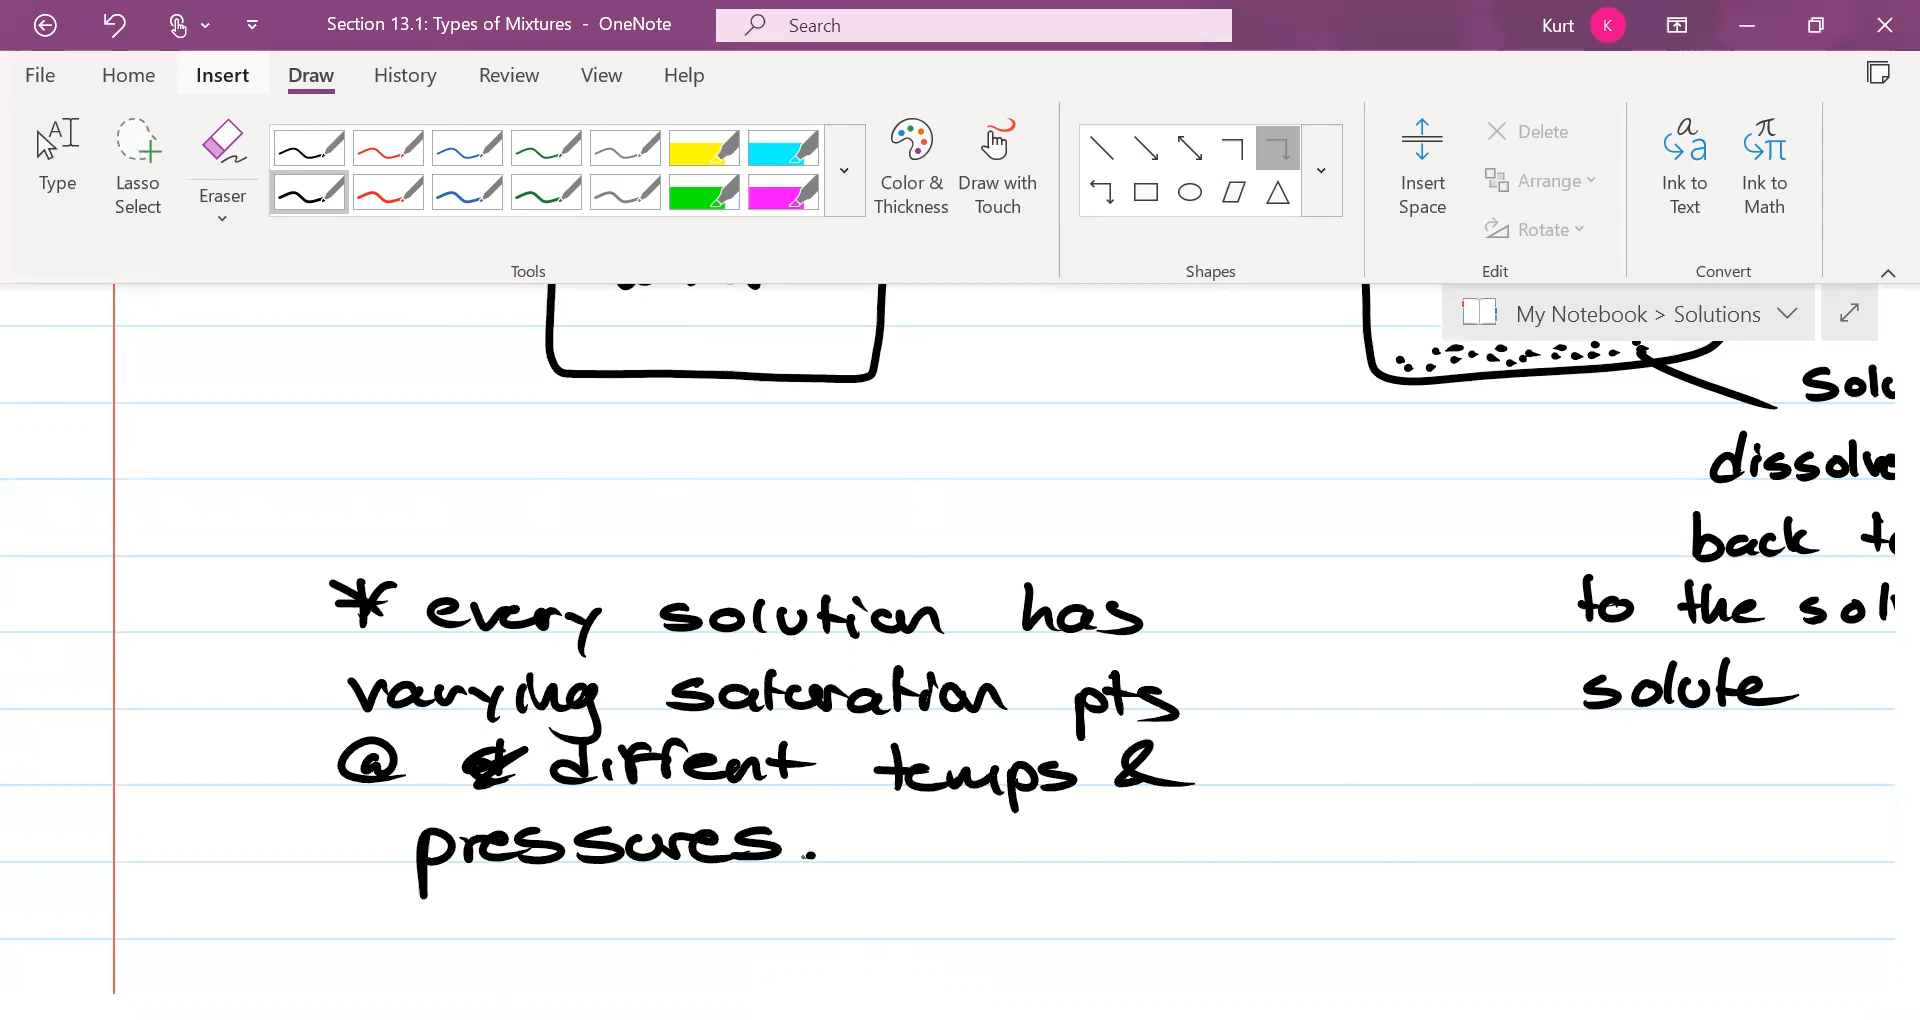 Section 13.1: Types of Mixtures - OneNote
Search
Kurt
K
File Home Insert Draw History Review View Help
Type
Lasso Select
Eraser
Color & Thickness
Draw with Touch
Insert Space
Delete
Arrange
Rotate
Ink to Text
Ink to Math
Tools
Shapes
Edit
Convert
My Notebook > Solutions
dissolve
back
to the
solute
* every solution has
varying saturation pts
@ diffrent temps &
pressures.